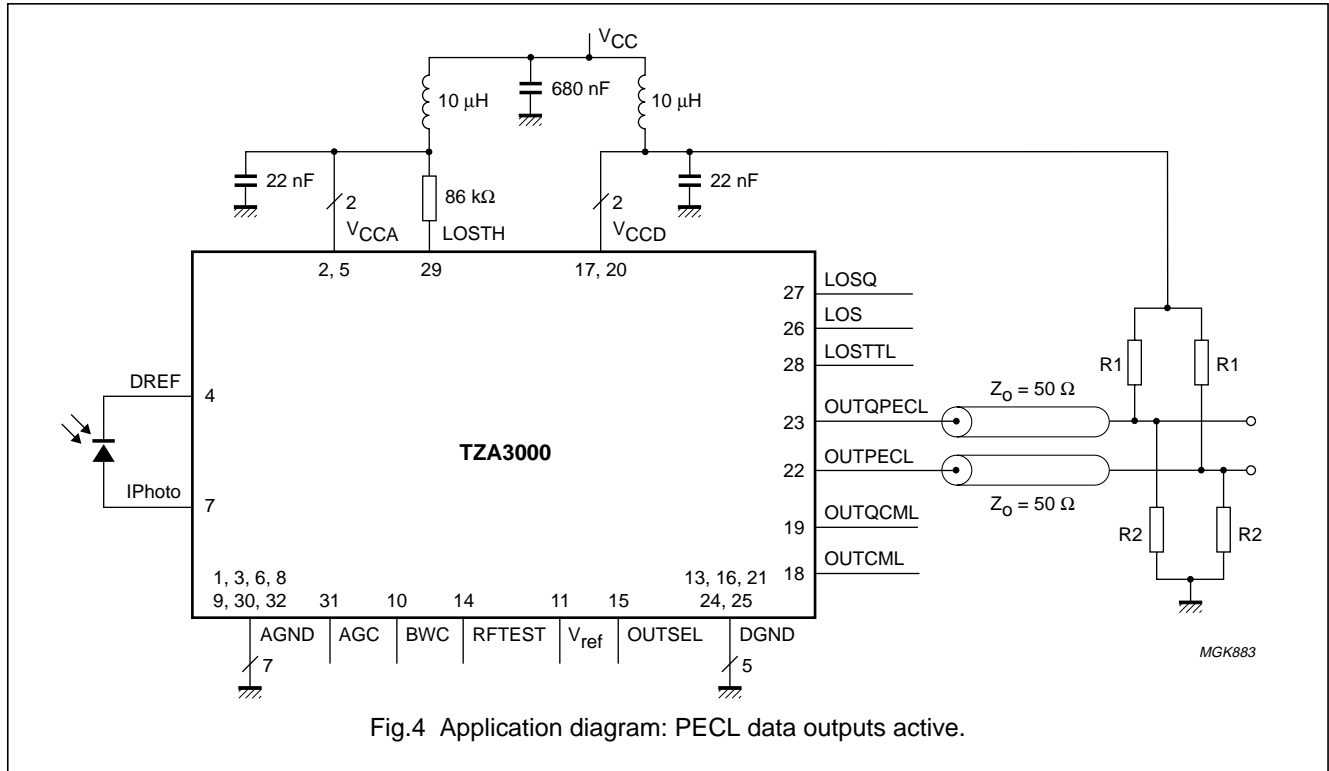 VCC
10 μH
680 nF
10 μH
22 nF
2
86 kΩ
2
22 nF
VCCA
LOSTH
VCCD
2, 5
29
17, 20
27
LOSQ
26
LOS
28
LOSTTL
R1
R1
DREF
4
Zo = 50 Ω
23
OUTQPECL
TZA3000
22
OUTPECL
IPhoto
7
Zo = 50 Ω
19
OUTQCML
R2
R2
18
OUTCML
1, 3, 6, 8
9, 30, 32
31
10
14
11
15
13, 16, 21
24, 25
AGND
AGC
BWC
RFTEST
Vref
OUTSEL
DGND
7
5
MGK883
Fig.4 Application diagram: PECL data outputs active.